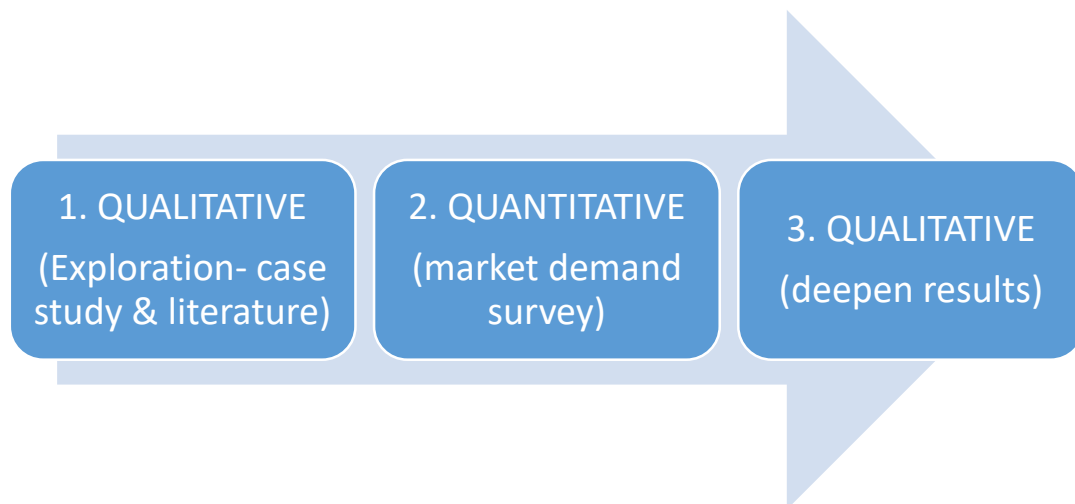 1. QUALITATIVE
(Exploration- case
study & literature)
2. QUANTITATIVE
(market demand
survey)
3. QUALITATIVE
(deepen results)